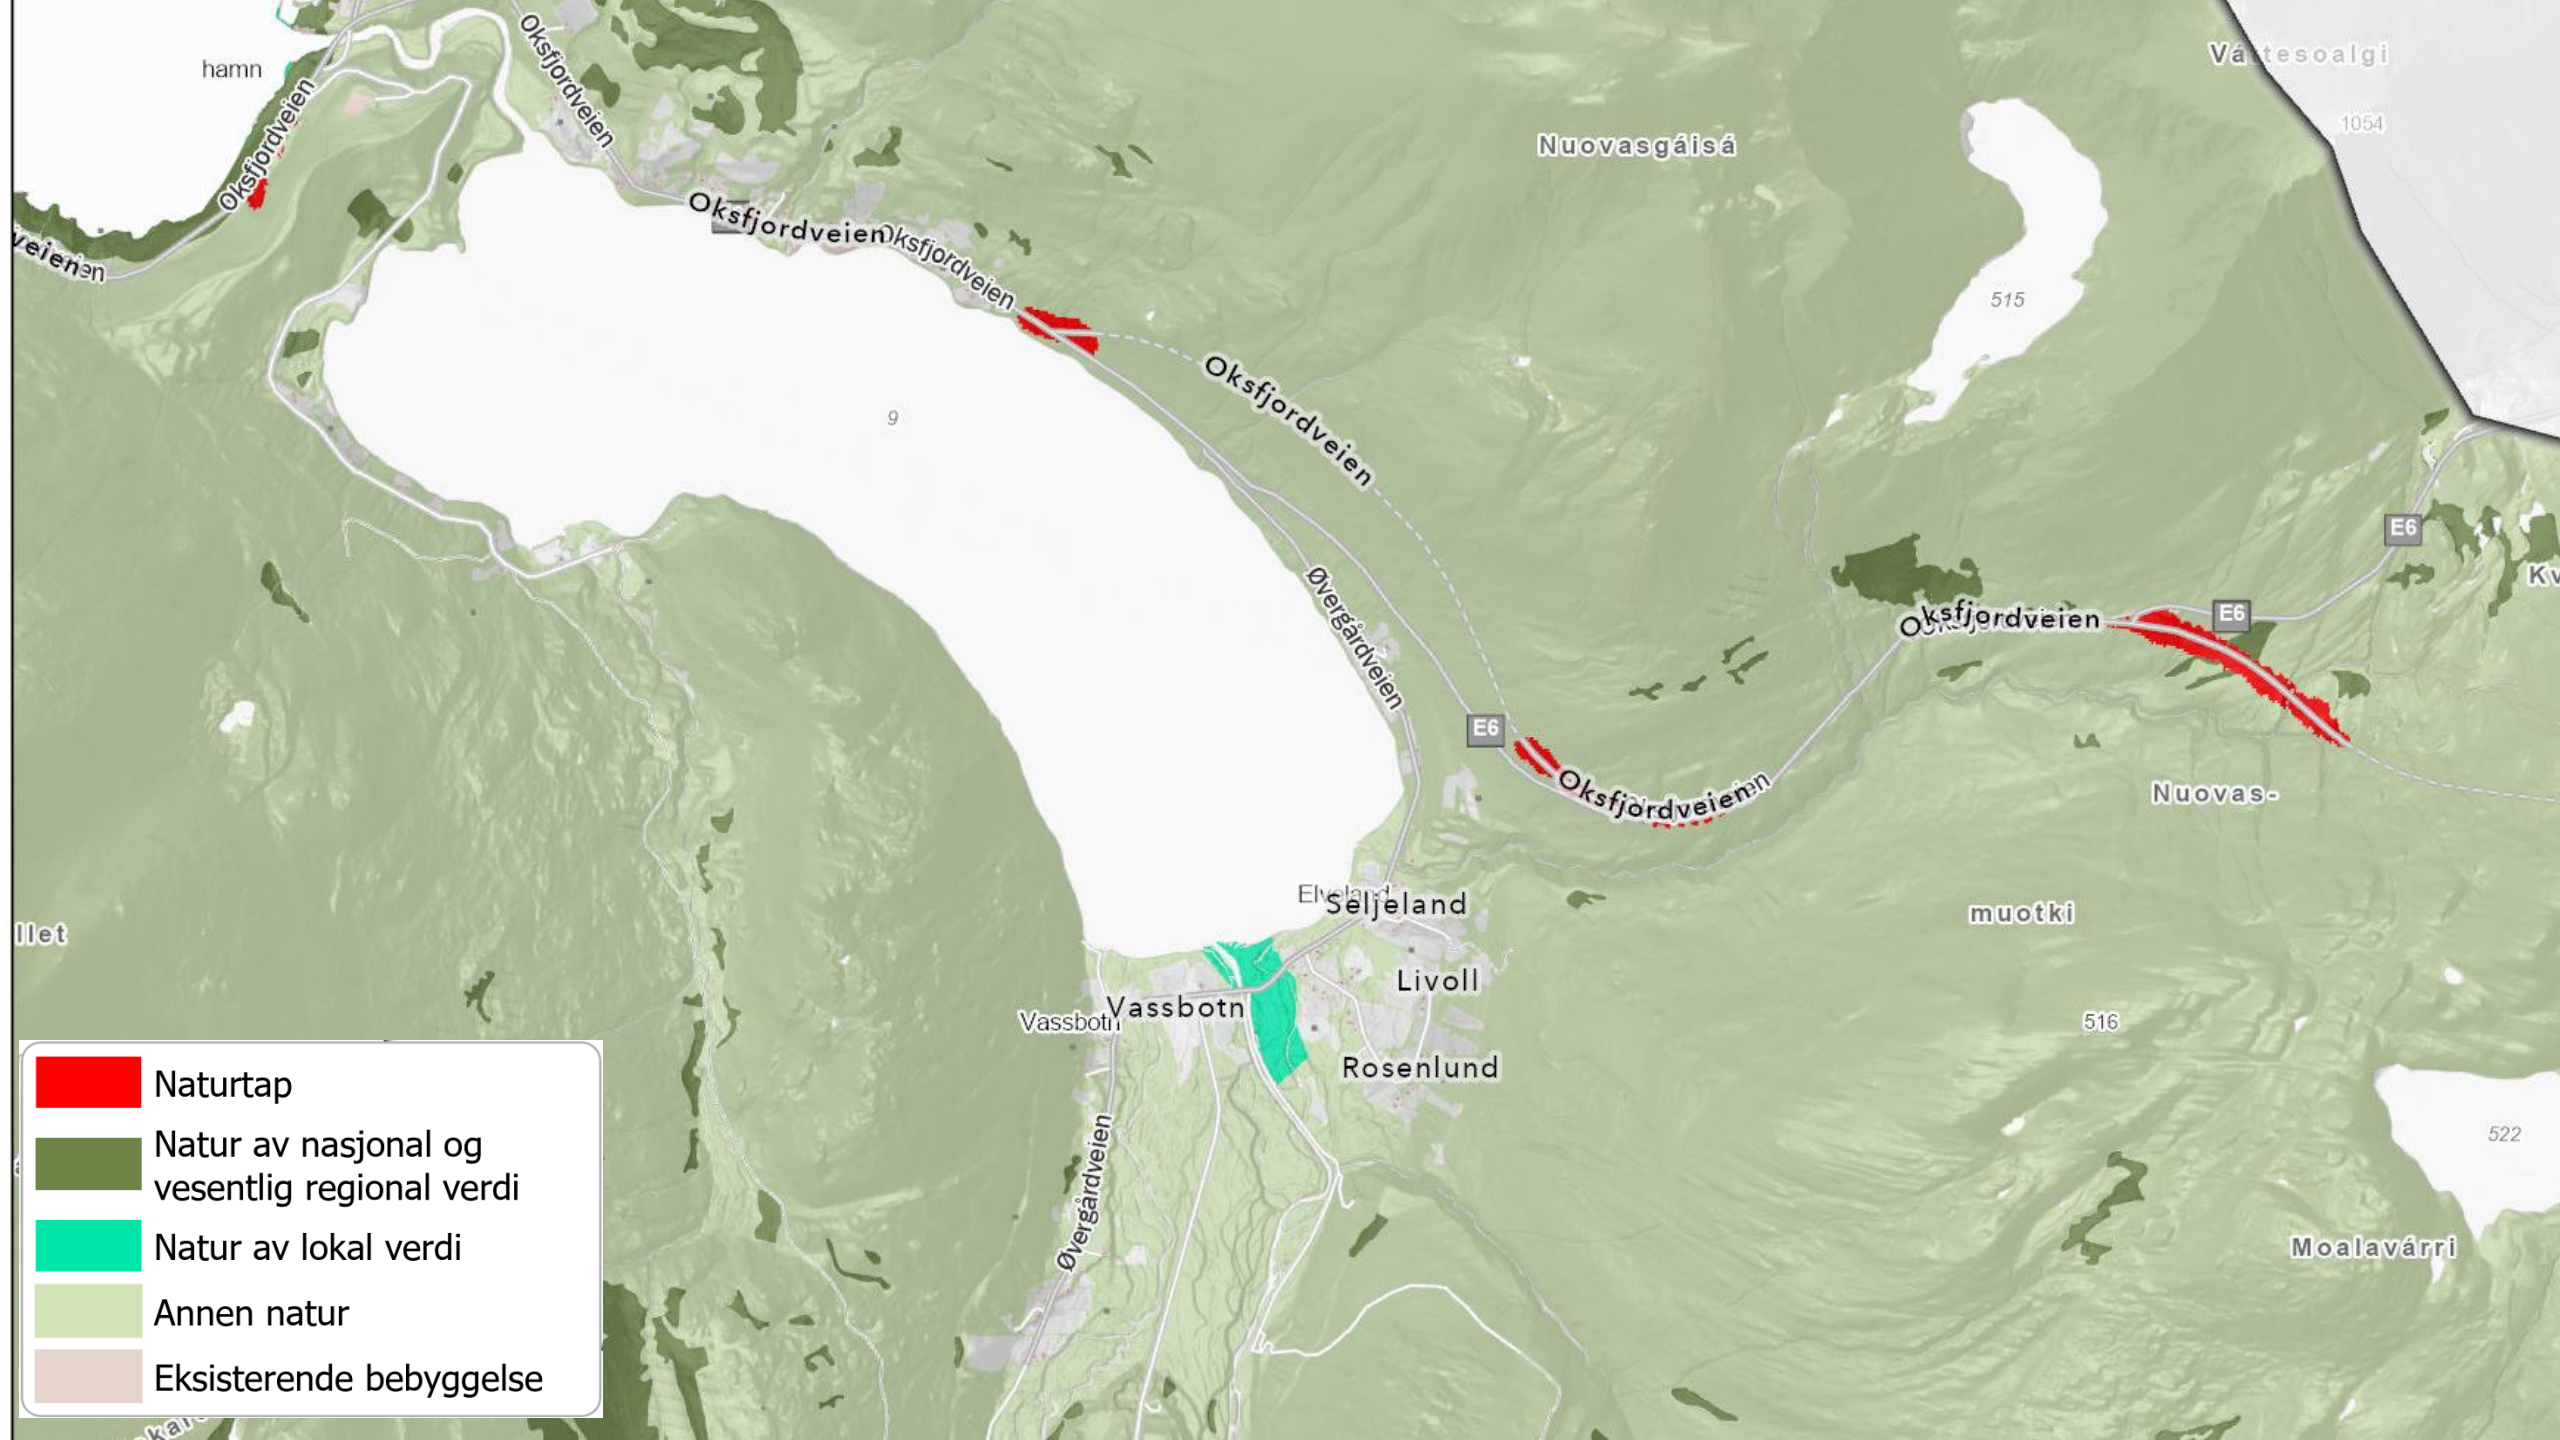 Oksfjordveien
Váttesoalgi
hamn
1054
Oksfjordveien
Nuovasgáisá
Oksfjordveien
Oksfjordveien
veien
515
Oksfjordveien
9
E6
Øvergårdveien
Oksfjordveien
E6
E6
Oksfjordveien
Nuovas-
Elveland
Seljeland
muotki
llet
Livoll
Vassbotn
Vassbotn
516
Rosenlund
522
Øvergårdveien
Moalavárri
Naturtap
Natur av nasjonal og
vesentlig regional verdi
Natur av lokal verdi
Annen natur
Eksisterende bebyggelse